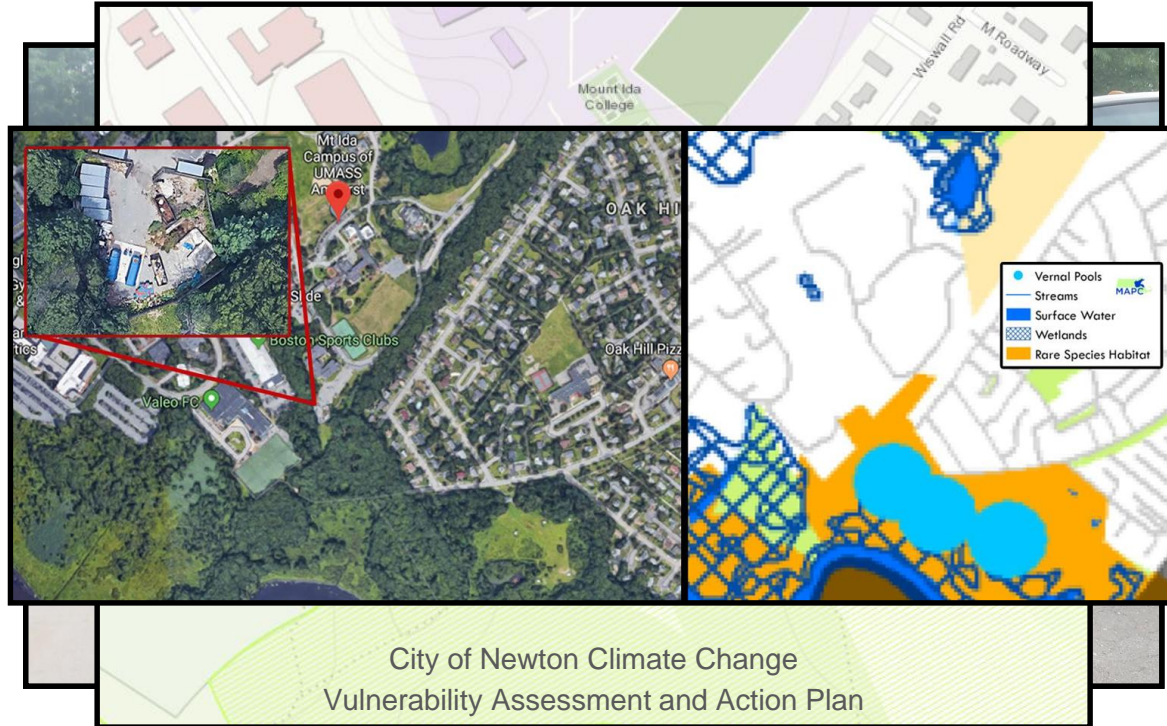 Wiswall Rd
M Roadway
Mount Ida
College
Mt Ida
Campus of
UMASS
Amherst
OAK HI
Slide
Boston Sports Clubs
Oak Hill Pizz
tics
Valeo FC
Vernal Pools
Streams
MAPC
Surface Water
Wetlands
Rare Species Habitat
City of Newton Climate Change
Vulnerability Assessment and Action Plan